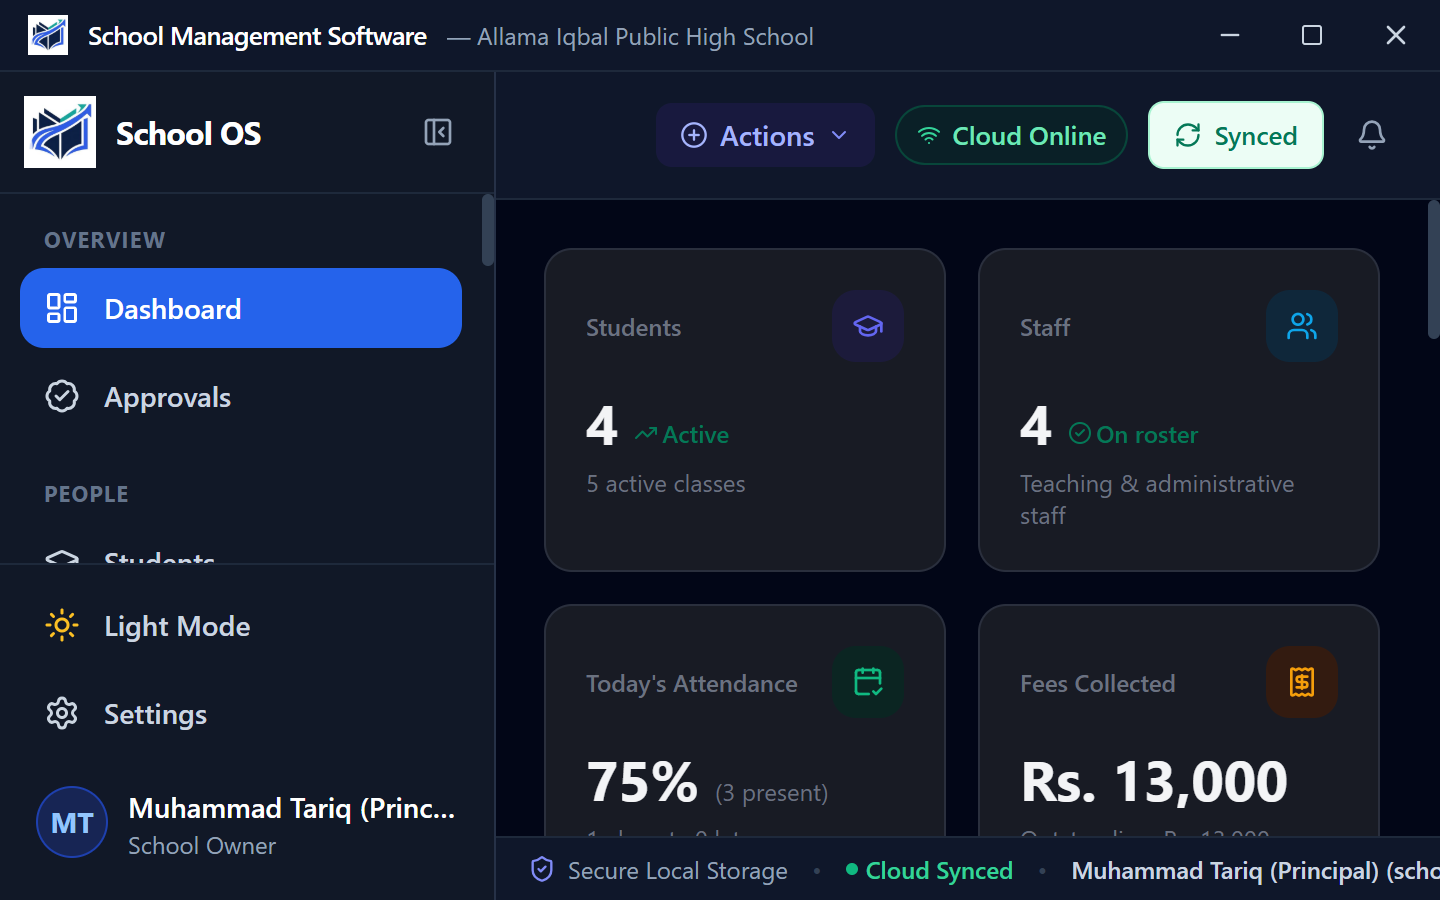 School Management Software — Allama Iqbal Public High School
School OS
Actions
Cloud Online
Synced
OVERVIEW
Dashboard
Approvals
PEOPLE
Students
Light Mode
Settings
MT
Muhammad Tariq (Princ...
School Owner
Students
4 Active
5 active classes
Staff
4 On roster
Teaching & administrative
staff
Today's Attendance
75% (3 present)
Fees Collected
Rs. 13,000
Secure Local Storage • Cloud Synced • Muhammad Tariq (Principal) (scho